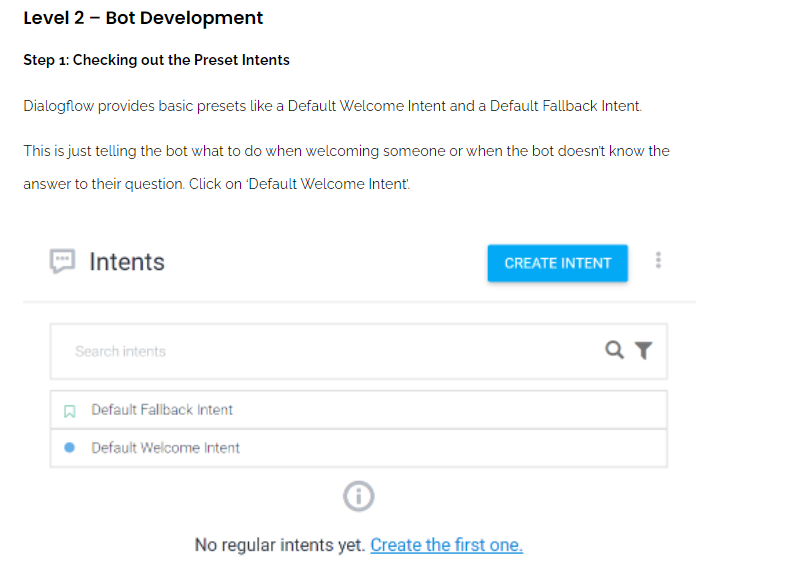 Level 2 – Bot Development
Step 1: Checking out the Preset Intents
Dialogflow provides basic presets like a Default Welcome Intent and a Default Fallback Intent.
This is just telling the bot what to do when welcoming someone or when the bot doesn't know the
answer to their question. Click on 'Default Welcome Intent'.
Intents
CREATE INTENT
Search intents
Default Fallback Intent
Default Welcome Intent
No regular intents yet. Create the first one.